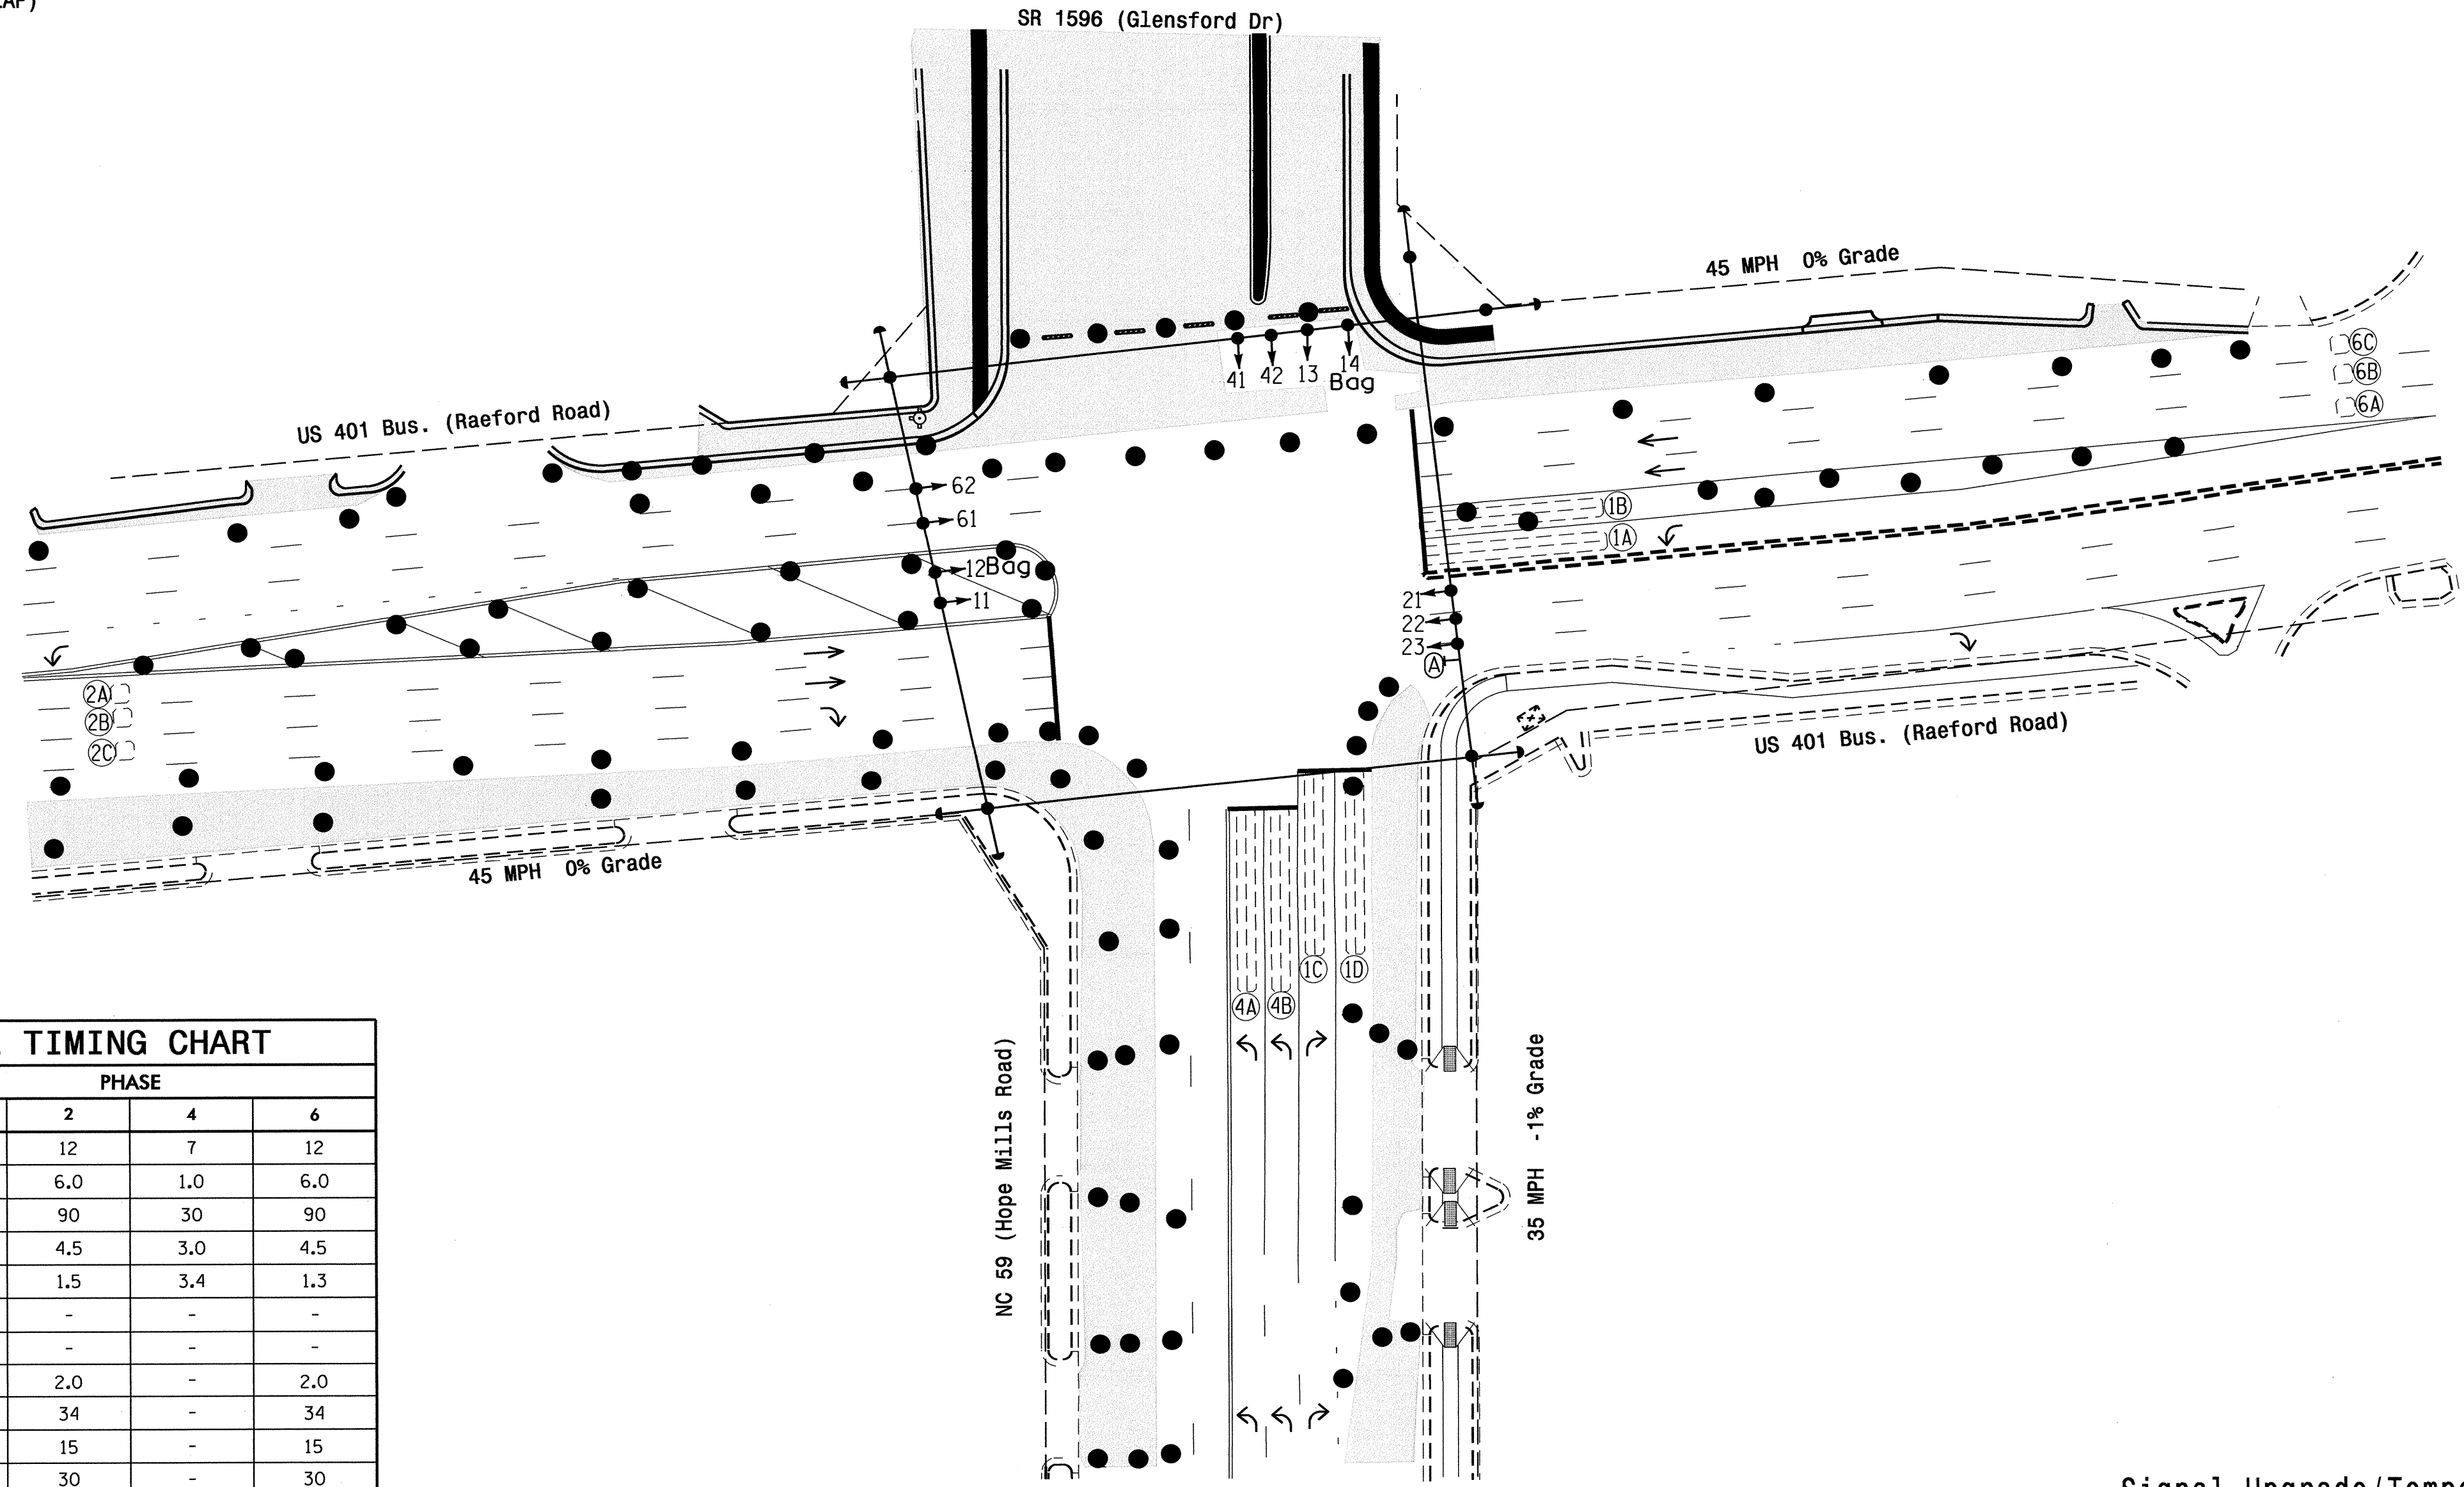 SR 1596 (Glensford Dr)
45 MPH 0% Grade
US 401 Bus. (Raeford Road)
41
42
13
14
Bag
6C
6B
6A
62
61
12 Bag
11
1B
1A
21
22
23
A
2A
2B
2C
US 401 Bus. (Raeford Road)
45 MPH 0% Grade
1C
1D
4A
4B
NC 59 (Hope Mills Road)
35 MPH -1% Grade
TIMING CHART
PHASE
2 4 6
12 7 12
6.0 1.0 6.0
90 30 90
4.5 3.0 4.5
1.5 3.4 1.3
- - -
- - -
2.0 - 2.0
34 - 34
15 - 15
30 - 30